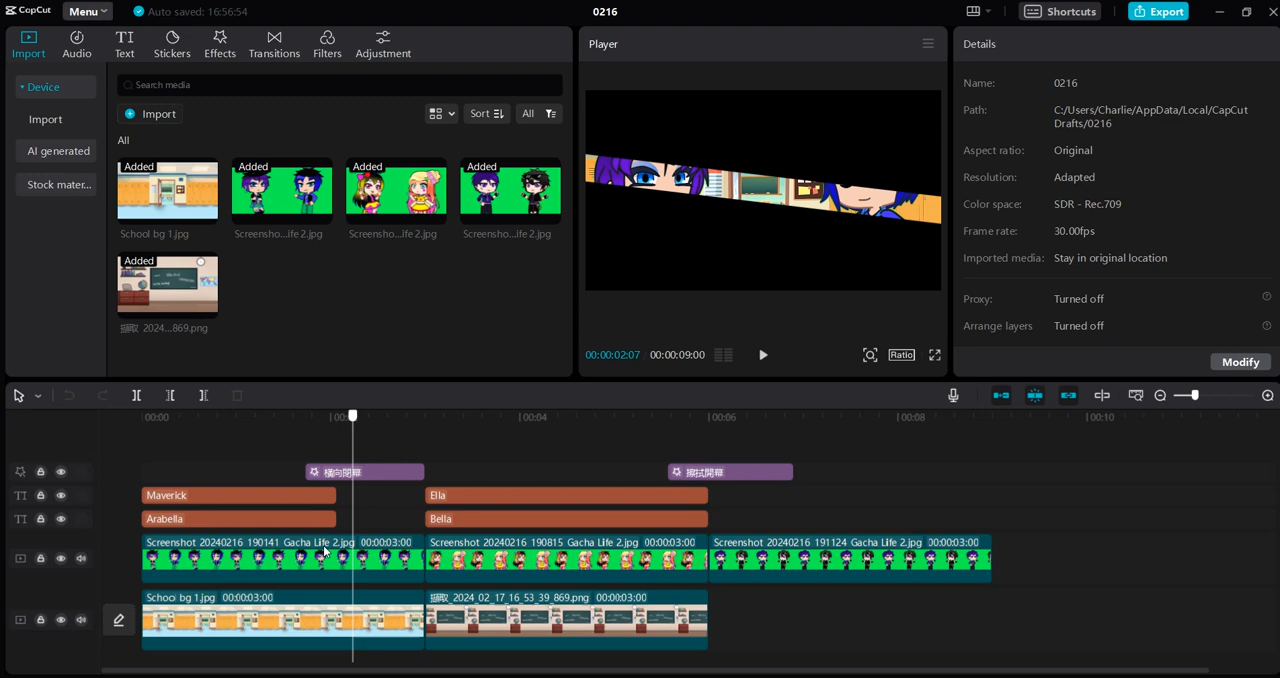 CapCut
Menu
Auto saved: 16:56:54
0216
Shortcuts
Export
Import
Audio
Text
Stickers
Effects
Transitions
Filters
Adjustment
Device
Import
AI generated
Stock mater...
Search media
Import
Sort
All
All
Added
School bg 1.jpg
Added
Screensho...ife 2.jpg
Added
Screensho...ife 2.jpg
Added
Screensho...ife 2.jpg
Added
擷取 2024...869.png
Player
00:00:02:07
00:00:09:00
Ratio
Details
Name: 0216
Path: C:/Users/Charlie/AppData/Local/CapCut
Drafts/0216
Aspect ratio: Original
Resolution: Adapted
Color space: SDR - Rec.709
Frame rate: 30.00fps
Imported media: Stay in original location
Proxy: Turned off
Arrange layers Turned off
Modify
00:00
00:04
00:06
00:08
00:10
橫向閉幕
擦拭開幕
TI
Maverick
Ella
TI
Arabella
Bella
Screenshot 20240216 190141 Gacha Life 2.jpg 00:00:03:00
Screenshot 20240216 190815 Gacha Life 2.jpg 00:00:03:00
Screenshot 20240216 191124 Gacha Life 2.jpg 00:00:03:00
School bg 1.jpg 00:00:03:00
擷取_2024_02_17_16_53_39_869.png 00:00:03:00